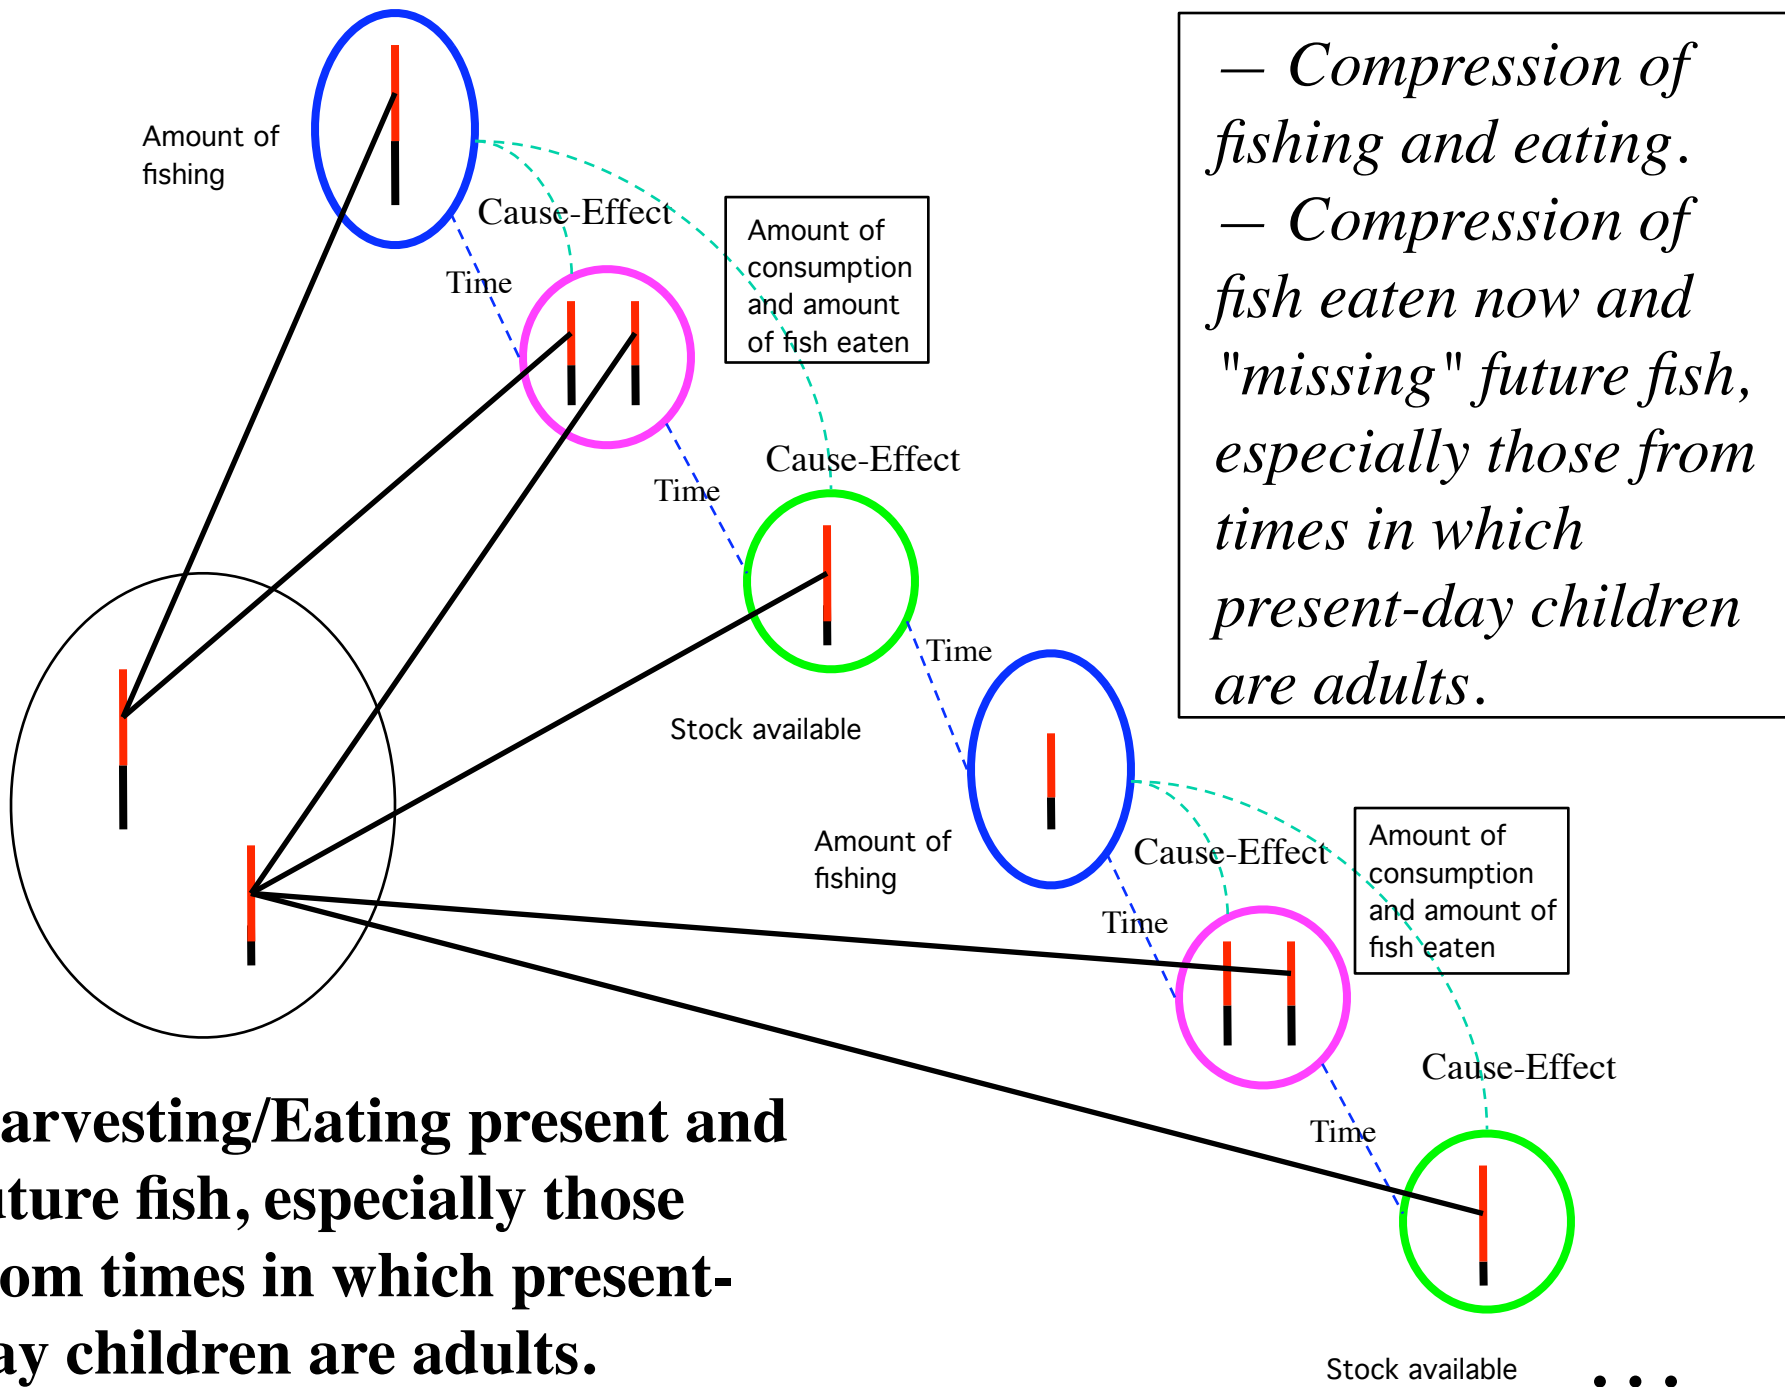 Amount of
fishing
Cause-Effect
Time
Amount of
consumption
and amount
of fish eaten
Cause-Effect
Time
Stock available
Time
Amount of
fishing
Cause-Effect
Time
Amount of
consumption
and amount of
fish eaten
Cause-Effect
Time
Stock available
...
— Compression of
fishing and eating.
— Compression of
fish eaten now and
"missing" future fish,
especially those from
times in which
present-day children
are adults.
arvesting/Eating present and
uture fish, especially those
om times in which present-
ay children are adults.